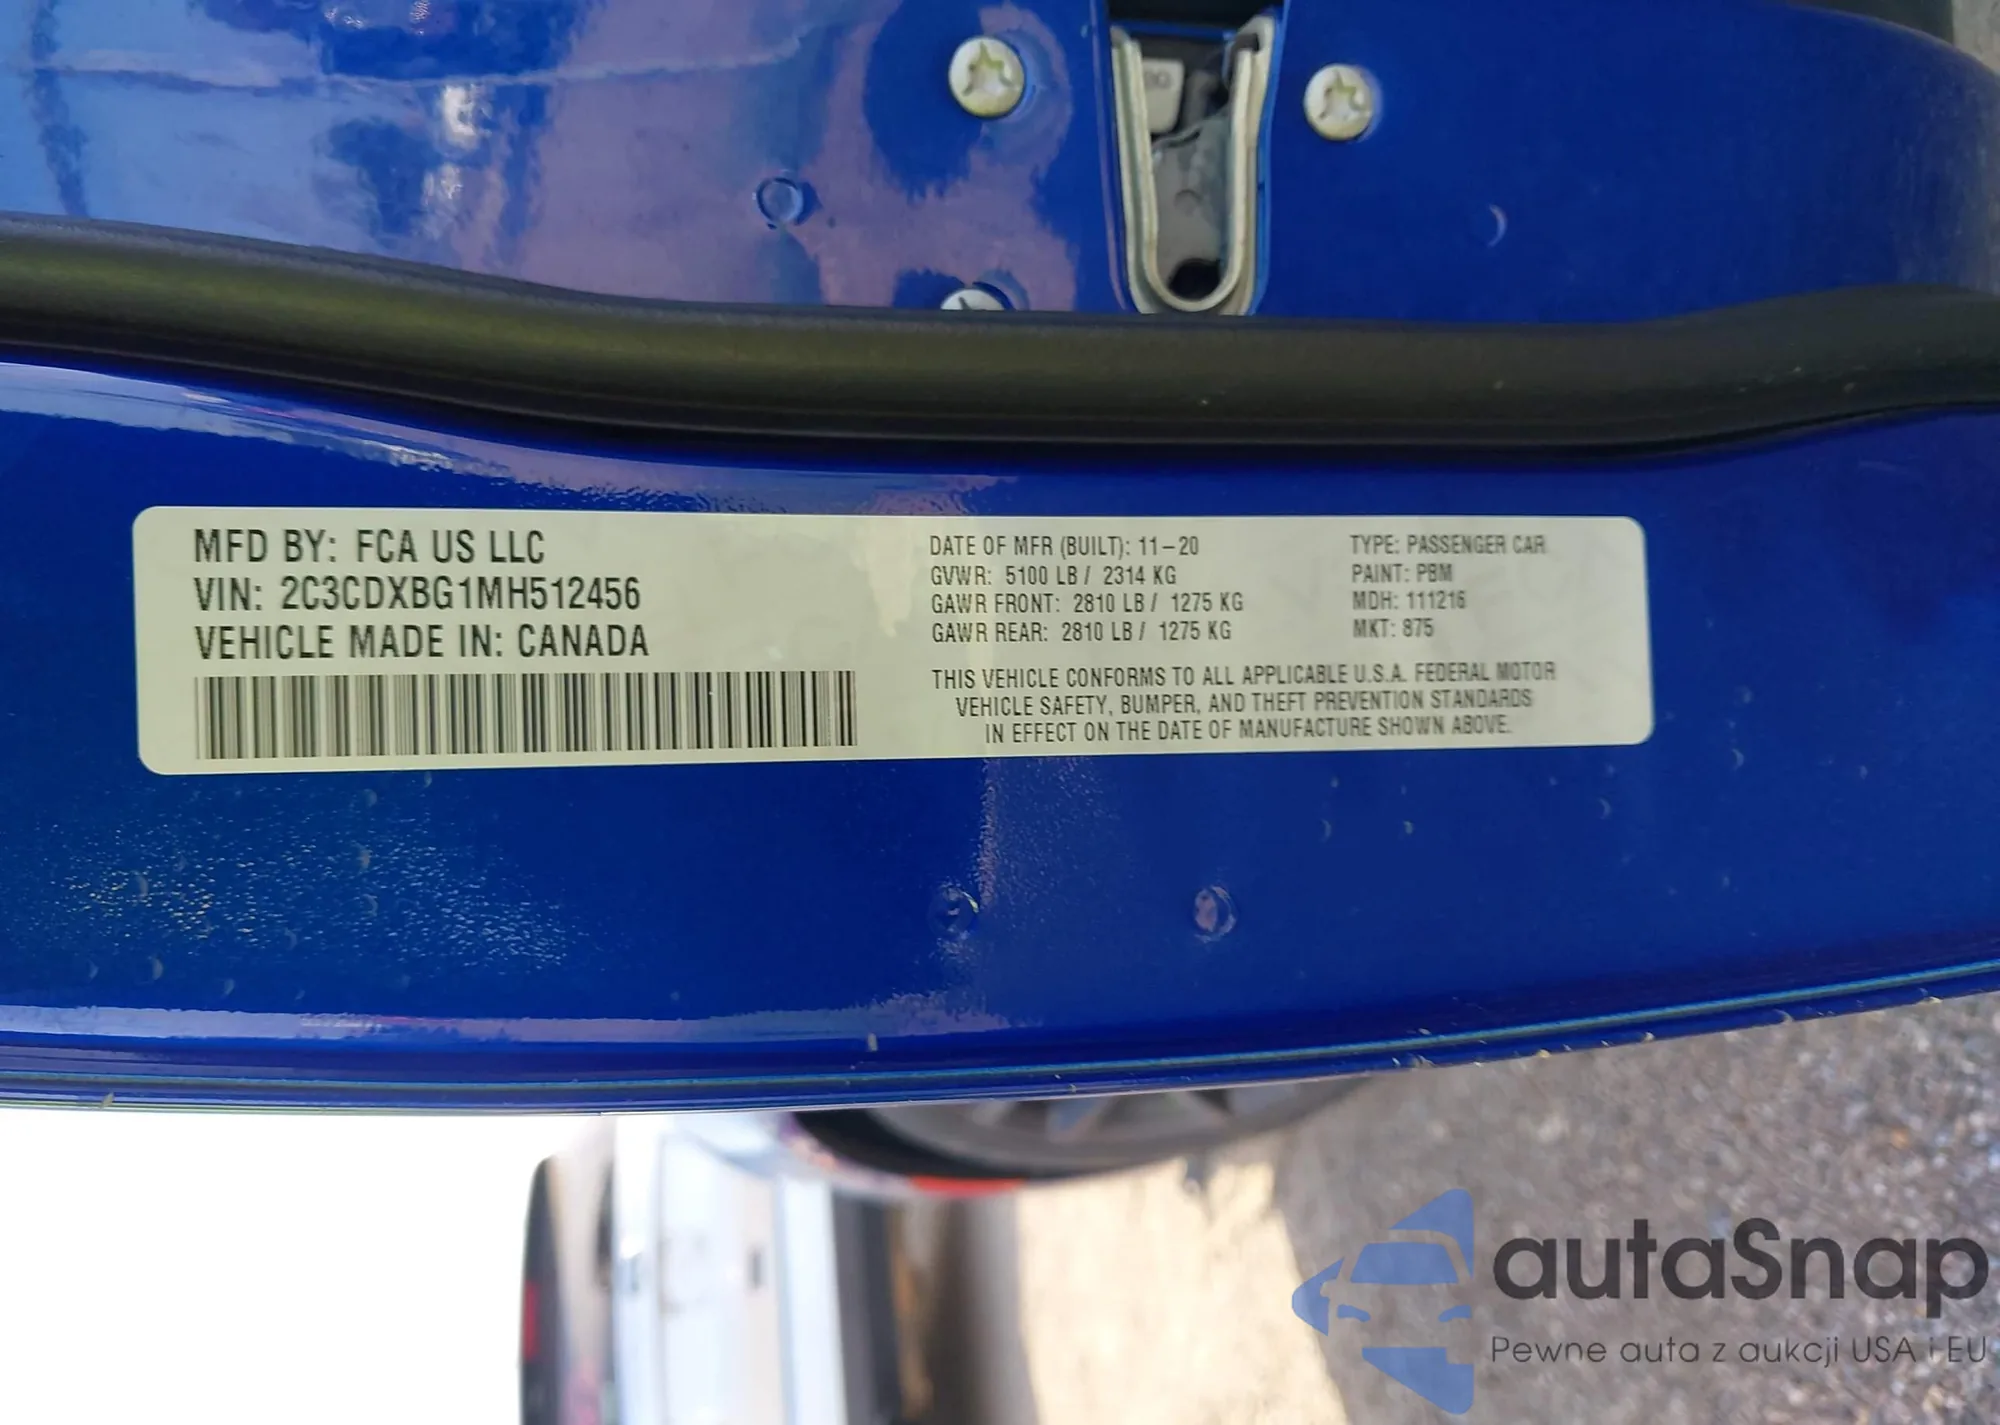 MFD BY: FCA US LLC
VIN: 2C3CDXBG1MH512456
VEHICLE MADE IN: CANADA
DATE OF MFR (BUILT): 11-20
GVWR: 5100 LB / 2314 KG
GAWR FRONT: 2810 LB / 1275 KG
GAWR REAR: 2810 LB / 1275 KG
TYPE: PASSENGER CAR
PAINT: PBM
MDH: 111216
MKT: 875
THIS VEHICLE CONFORMS TO ALL APPLICABLE U.S.A. FEDERAL MOTOR
VEHICLE SAFETY, BUMPER, AND THEFT PREVENTION STANDARDS
IN EFFECT ON THE DATE OF MANUFACTURE SHOWN ABOVE.
autaSnap
Pewne auta z aukcji USA i EU